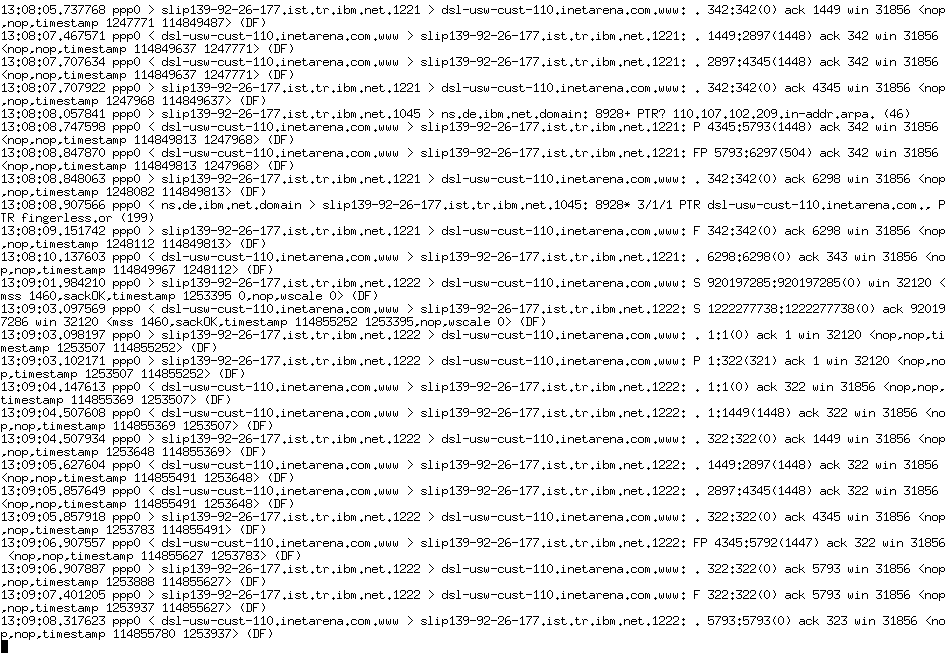 13:08:05.737768 ppp0 > slip139-92-26-177.ist.tr.ibm.net.1221 > dsl-usw-cust-110.inetarena.com.www: . 342:342(0) ack 1449 win 31856 <nop
,nop,timestamp 1247771 114849487> (DF)
13:08:07.467571 ppp0 < dsl-usw-cust-110.inetarena.com.www > slip139-92-26-177.ist.tr.ibm.net.1221: . 1449:2897(1448) ack 342 win 31856
<nop,nop,timestamp 114849637 1247771> (DF)
13:08:07.707634 ppp0 < dsl-usw-cust-110.inetarena.com.www > slip139-92-26-177.ist.tr.ibm.net.1221: . 2897:4345(1448) ack 342 win 31856
<nop,nop,timestamp 114849637 1247771> (DF)
13:08:07.707922 ppp0 > slip139-92-26-177.ist.tr.ibm.net.1221 > dsl-usw-cust-110.inetarena.com.www: . 342:342(0) ack 4345 win 31856 <nop
,nop,timestamp 1247968 114849637> (DF)
13:08:08.057841 ppp0 > slip139-92-26-177.ist.tr.ibm.net.1045 > ns.de.ibm.net.domain: 8928+ PTR? 110.107.102.209.in-addr.arpa. (46)
13:08:08.747598 ppp0 < dsl-usw-cust-110.inetarena.com.www > slip139-92-26-177.ist.tr.ibm.net.1221: P 4345:5793(1448) ack 342 win 31856
<nop,nop,timestamp 114849813 1247968> (DF)
13:08:08.847870 ppp0 < dsl-usw-cust-110.inetarena.com.www > slip139-92-26-177.ist.tr.ibm.net.1221: FP 5793:6297(504) ack 342 win 31856
<nop,nop,timestamp 114849813 1247968> (DF)
13:08:08.848063 ppp0 > slip139-92-26-177.ist.tr.ibm.net.1221 > dsl-usw-cust-110.inetarena.com.www: . 342:342(0) ack 6298 win 31856 <nop
,nop,timestamp 1248082 114849813> (DF)
13:08:08.907566 ppp0 < ns.de.ibm.net.domain > slip139-92-26-177.ist.tr.ibm.net.1045: 8928* 3/1/1 PTR dsl-usw-cust-110.inetarena.com., P
TR fingerless.or (199)
13:08:09.151742 ppp0 > slip139-92-26-177.ist.tr.ibm.net.1221 > dsl-usw-cust-110.inetarena.com.www: F 342:342(0) ack 6298 win 31856 <nop
,nop,timestamp 1248112 114849813> (DF)
13:08:10.137603 ppp0 < dsl-usw-cust-110.inetarena.com.www > slip139-92-26-177.ist.tr.ibm.net.1221: . 6298:6298(0) ack 343 win 31856 <no
p,nop,timestamp 114849967 1248112> (DF)
13:09:01.984210 ppp0 > slip139-92-26-177.ist.tr.ibm.net.1222 > dsl-usw-cust-110.inetarena.com.www: S 920197285:920197285(0) win 32120 <
mss 1460,sackOK,timestamp 1253395 0,nop,wscale 0> (DF)
13:09:03.097569 ppp0 < dsl-usw-cust-110.inetarena.com.www > slip139-92-26-177.ist.tr.ibm.net.1222: S 1222277738:1222277738(0) ack 92019
7286 win 32120 <mss 1460,sackOK,timestamp 114855252 1253395,nop,wscale 0> (DF)
13:09:03.098197 ppp0 > slip139-92-26-177.ist.tr.ibm.net.1222 > dsl-usw-cust-110.inetarena.com.www: . 1:1(0) ack 1 win 32120 <nop,nop,tim
estamp 1253507 114855252> (DF)
13:09:03.102171 ppp0 > slip139-92-26-177.ist.tr.ibm.net.1222 > dsl-usw-cust-110.inetarena.com.www: P 1:322(321) ack 1 win 32120 <nop,no
p,timestamp 1253507 114855252> (DF)
13:09:04.147613 ppp0 < dsl-usw-cust-110.inetarena.com.www > slip139-92-26-177.ist.tr.ibm.net.1222: . 1:1(0) ack 322 win 31856 <nop,nop,
timestamp 114855369 1253507> (DF)
13:09:04.507608 ppp0 < dsl-usw-cust-110.inetarena.com.www > slip139-92-26-177.ist.tr.ibm.net.1222: . 1:1449(1448) ack 322 win 31856 <no
p,nop,timestamp 114855369 1253507> (DF)
13:09:04.507934 ppp0 > slip139-92-26-177.ist.tr.ibm.net.1222 > dsl-usw-cust-110.inetarena.com.www: . 322:322(0) ack 1449 win 31856 <nop
,nop,timestamp 1253648 114855369> (DF)
13:09:05.627604 ppp0 < dsl-usw-cust-110.inetarena.com.www > slip139-92-26-177.ist.tr.ibm.net.1222: . 1449:2897(1448) ack 322 win 31856
<nop,nop,timestamp 114855491 1253648> (DF)
13:09:05.857649 ppp0 < dsl-usw-cust-110.inetarena.com.www > slip139-92-26-177.ist.tr.ibm.net.1222: . 2897:4345(1448) ack 322 win 31856
<nop,nop,timestamp 114855491 1253648> (DF)
13:09:05.857918 ppp0 > slip139-92-26-177.ist.tr.ibm.net.1222 > dsl-usw-cust-110.inetarena.com.www: . 322:322(0) ack 4345 win 31856 <nop
,nop,timestamp 1253783 114855491> (DF)
13:09:06.907557 ppp0 < dsl-usw-cust-110.inetarena.com.www > slip139-92-26-177.ist.tr.ibm.net.1222: FP 4345:5792(1447) ack 322 win 31856
 <nop,nop,timestamp 114855627 1253783> (DF)
13:09:06.907887 ppp0 > slip139-92-26-177.ist.tr.ibm.net.1222 > dsl-usw-cust-110.inetarena.com.www: . 322:322(0) ack 5793 win 31856 <nop
,nop,timestamp 1253888 114855627> (DF)
13:09:07.401205 ppp0 > slip139-92-26-177.ist.tr.ibm.net.1222 > dsl-usw-cust-110.inetarena.com.www: F 322:322(0) ack 5793 win 31856 <nop
,nop,timestamp 1253937 114855627> (DF)
13:09:08.317623 ppp0 < dsl-usw-cust-110.inetarena.com.www > slip139-92-26-177.ist.tr.ibm.net.1222: . 5793:5793(0) ack 323 win 31856 <no
p,nop,timestamp 114855780 1253937> (DF)